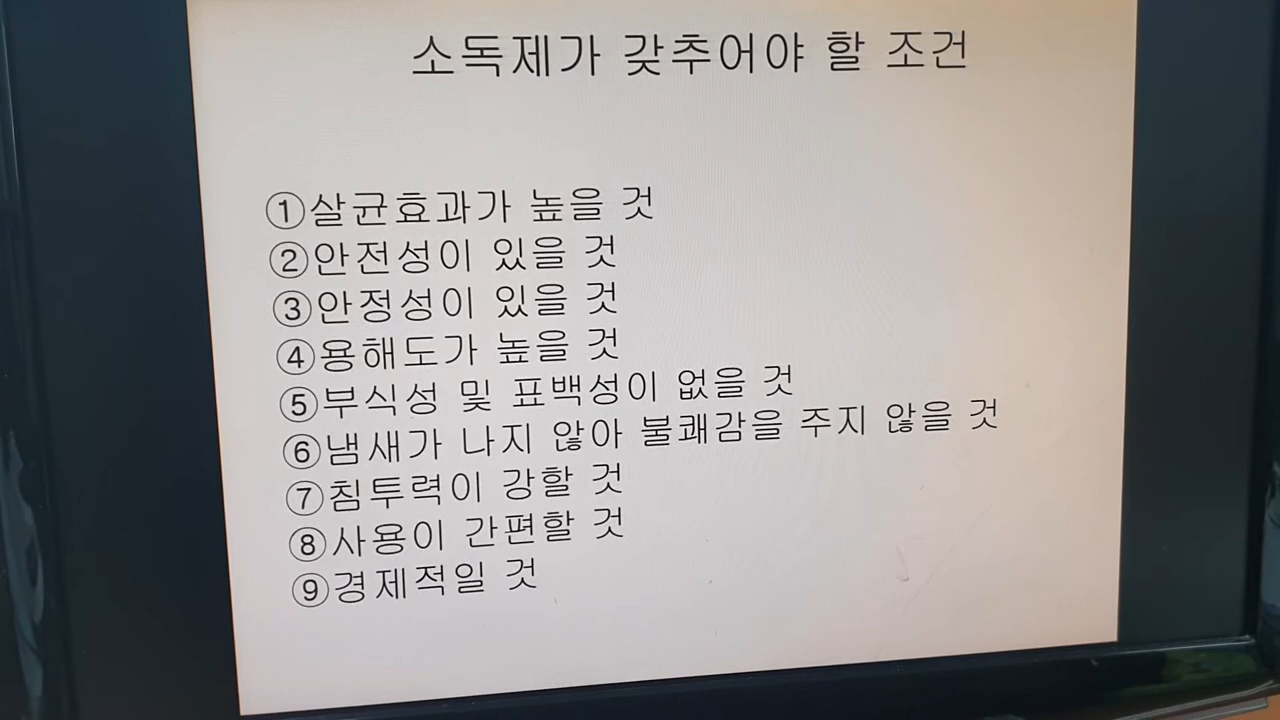 소독제가 갖추어야 할 조건
①살균효과가 높을 것
②안전성이 있을 것
③안정성이 있을 것
④용해도가 높을 것
⑤부식성 및 표백성이 없을 것
⑥냄새가 나지 않아 불쾌감을 주지 않을 것
⑦침투력이 강할 것
⑧사용이 간편할 것
⑨경제적일 것